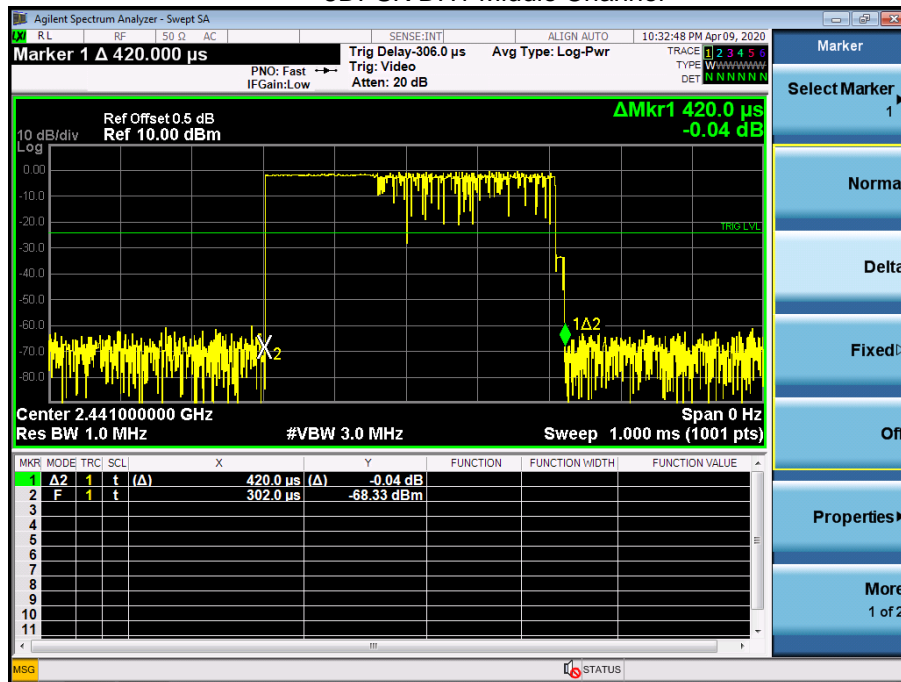 Agilent Spectrum Analyzer - Swept SA
LXI RL RF 50 Ω AC SENSE:INT ALIGN AUTO 10:32:48 PM Apr 09, 2020
Marker 1 Δ 420.000 µs
PNO: Fast
IFGain:Low
Trig Delay-306.0 µs
Trig: Video
Atten: 20 dB
Avg Type: Log-Pwr
TRACE 1 2 3 4 5 6
TYPE WWWWWWW
DET N N N N N N
ΔMkr1 420.0 µs
-0.04 dB
Ref Offset 0.5 dB
10 dB/div Ref 10.00 dBm
Log
0.00
-10.0
-20.0
TRIG LVL
-30.0
-40.0
-50.0
-60.0
1Δ2
-70.0
X2
-80.0
Center 2.441000000 GHz Span 0 Hz
Res BW 1.0 MHz #VBW 3.0 MHz Sweep 1.000 ms (1001 pts)
MKR MODE TRC SCL X Y FUNCTION FUNCTION WIDTH FUNCTION VALUE
1 Δ2 1 t (Δ) 420.0 µs (Δ) -0.04 dB
2 F 1 t 302.0 µs -68.33 dBm
3
4
5
6
7
8
9
10
11
MSG STATUS
Marker
Select Marker
1
Norma
Delta
Fixed
Off
Properties
More
1 of 2